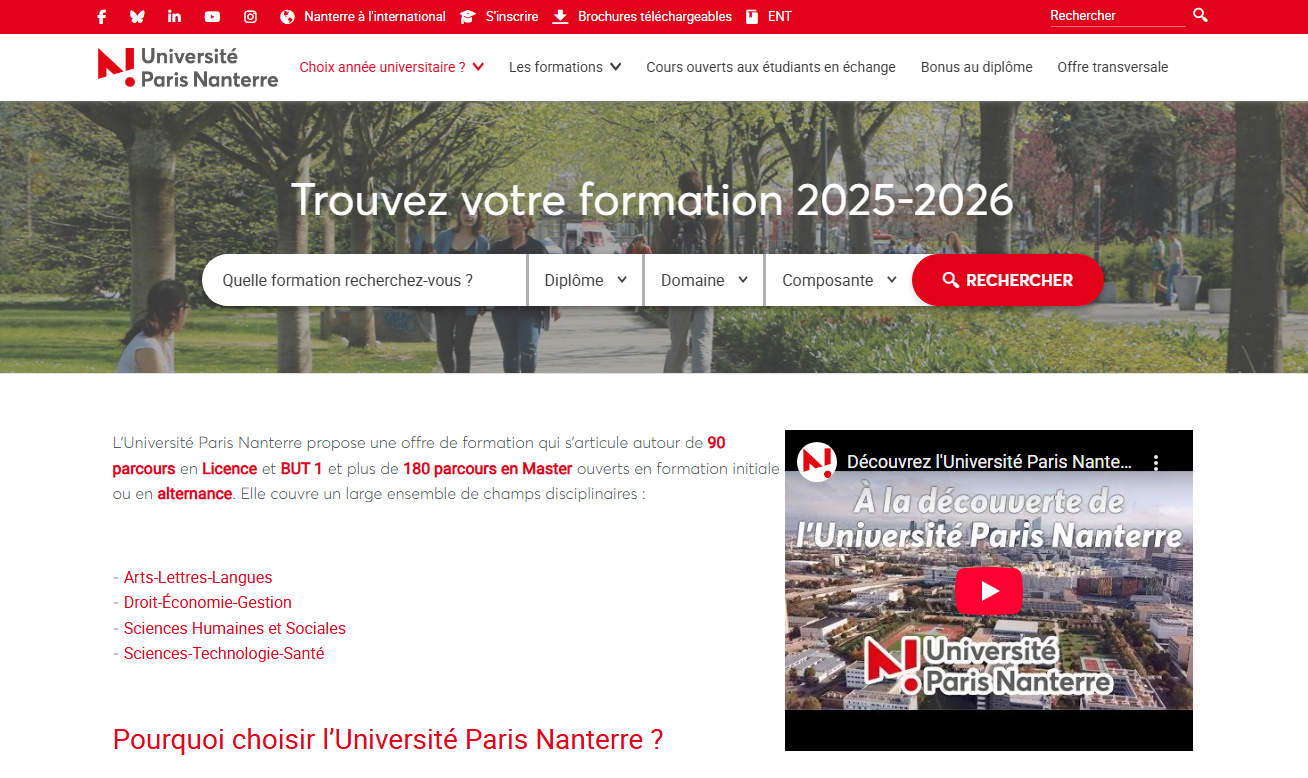 Nanterre à l'international S'inscrire Brochures téléchargeables ENT Rechercher
Université
Paris Nanterre
Choix année universitaire ? Les formations Cours ouverts aux étudiants en échange Bonus au diplôme Offre transversale
Trouvez votre formation 2025-2026
Quelle formation recherchez-vous ? Diplôme Domaine Composante RECHERCHER
L'Université Paris Nanterre propose une offre de formation qui s'articule autour de 90
parcours en Licence et BUT 1 et plus de 180 parcours en Master ouverts en formation initiale
ou en alternance. Elle couvre un large ensemble de champs disciplinaires :
- Arts-Lettres-Langues
- Droit-Économie-Gestion
- Sciences Humaines et Sociales
- Sciences-Technologie-Santé
Pourquoi choisir l'Université Paris Nanterre ?
Découvrez l'Université Paris Nante...
À la découverte de
l'Université Paris Nanterre
Université
Paris Nanterre